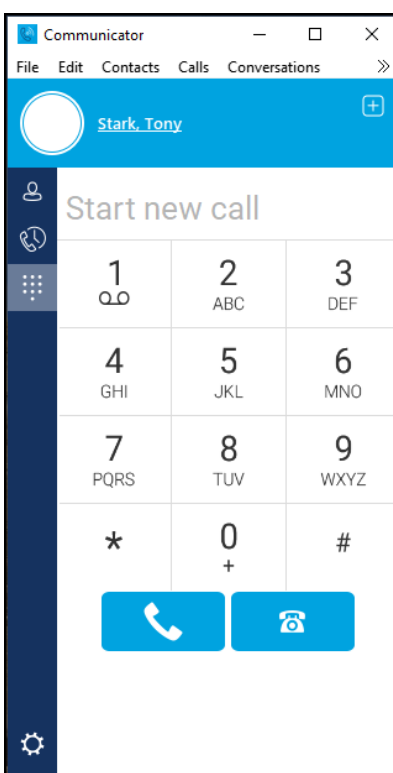 Communicator
File Edit Contacts Calls Conversations »
Stark, Tony
Start new call
1 2 3
ABC DEF
4 5 6
GHI JKL MNO
7 8 9
PQRS TUV WXYZ
* 0 #
+